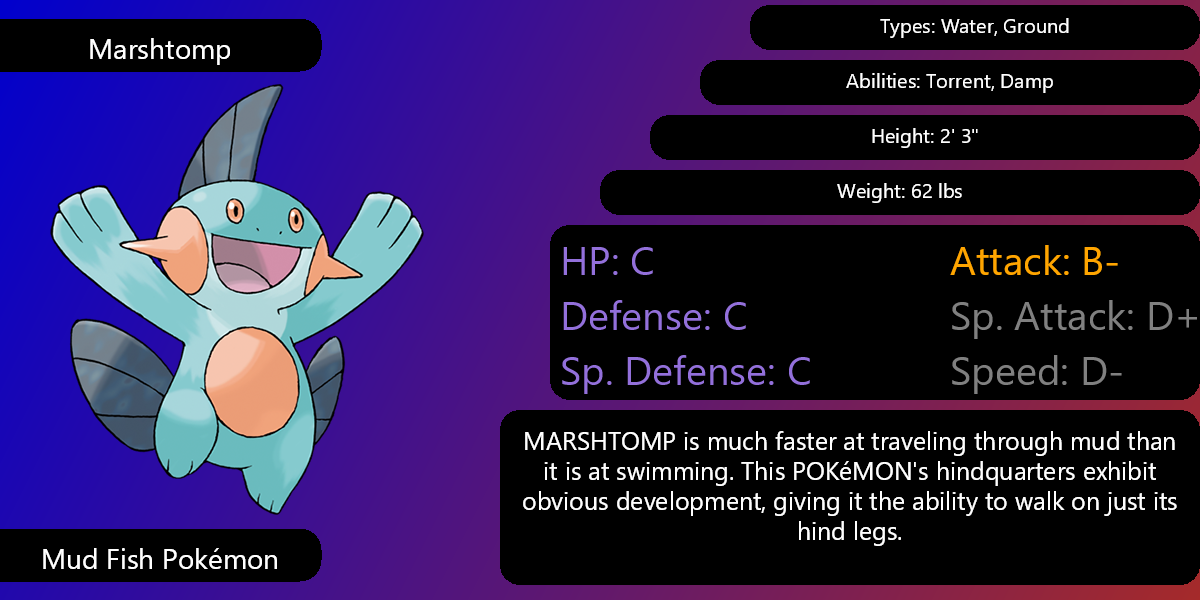 Marshtomp
Types: Water, Ground
Abilities: Torrent, Damp
Height: 2' 3"
Weight: 62 lbs
HP: C
Attack: B-
Defense: C
Sp. Attack: D+
Sp. Defense: C
Speed: D-
MARSHTOMP is much faster at traveling through mud than
it is at swimming. This POKéMON's hindquarters exhibit
obvious development, giving it the ability to walk on just its
hind legs.
Mud Fish Pokémon